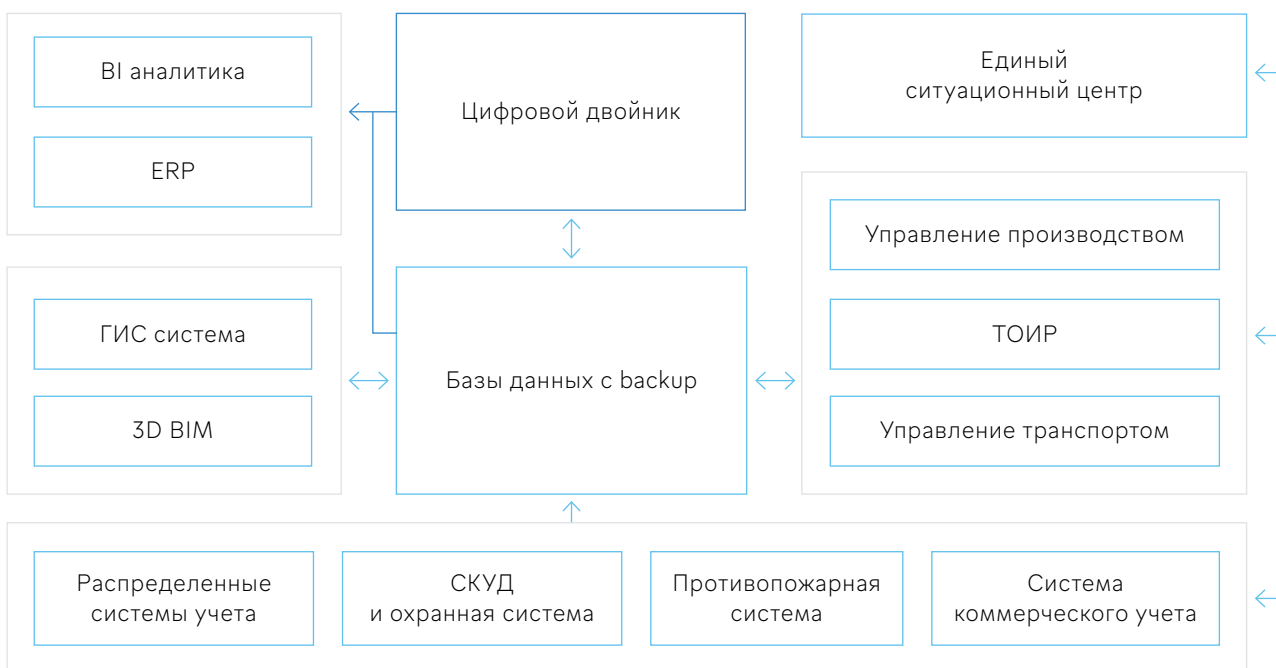 BI аналитика
ERP
Цифровой двойник
Единый
ситуационный центр
Управление производством
ТОИР
Управление транспортом
ГИС система
3D BIM
Базы данных с backup
Распределенные
системы учета
СКУД
и охранная система
Противопожарная
система
Система
коммерческого учета